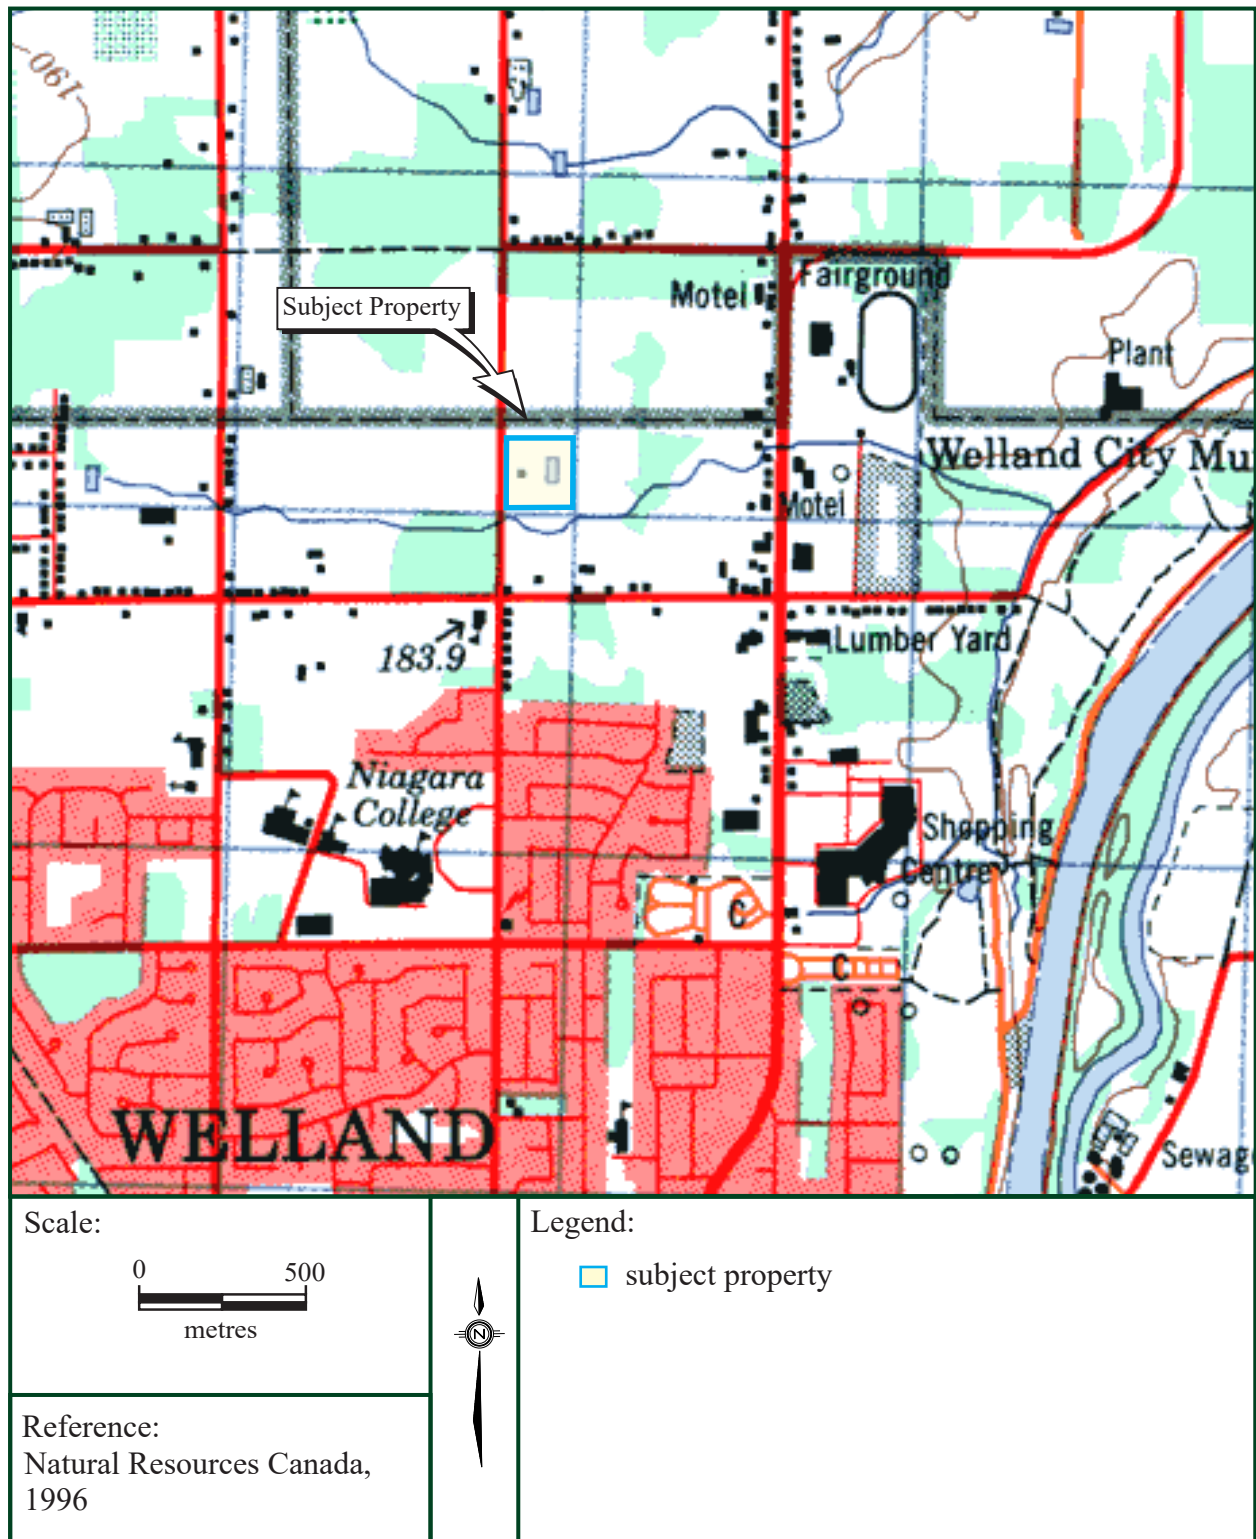 190
Subject Property
Motel
Fairground
Plant
Welland City Mu
Motel
183.9
Lumber Yard
Niagara
College
Shopping
Centre
C
C
WELLAND
Sewag
Scale:
0 500
metres
N
Legend:
subject property
Reference:
Natural Resources Canada,
1996